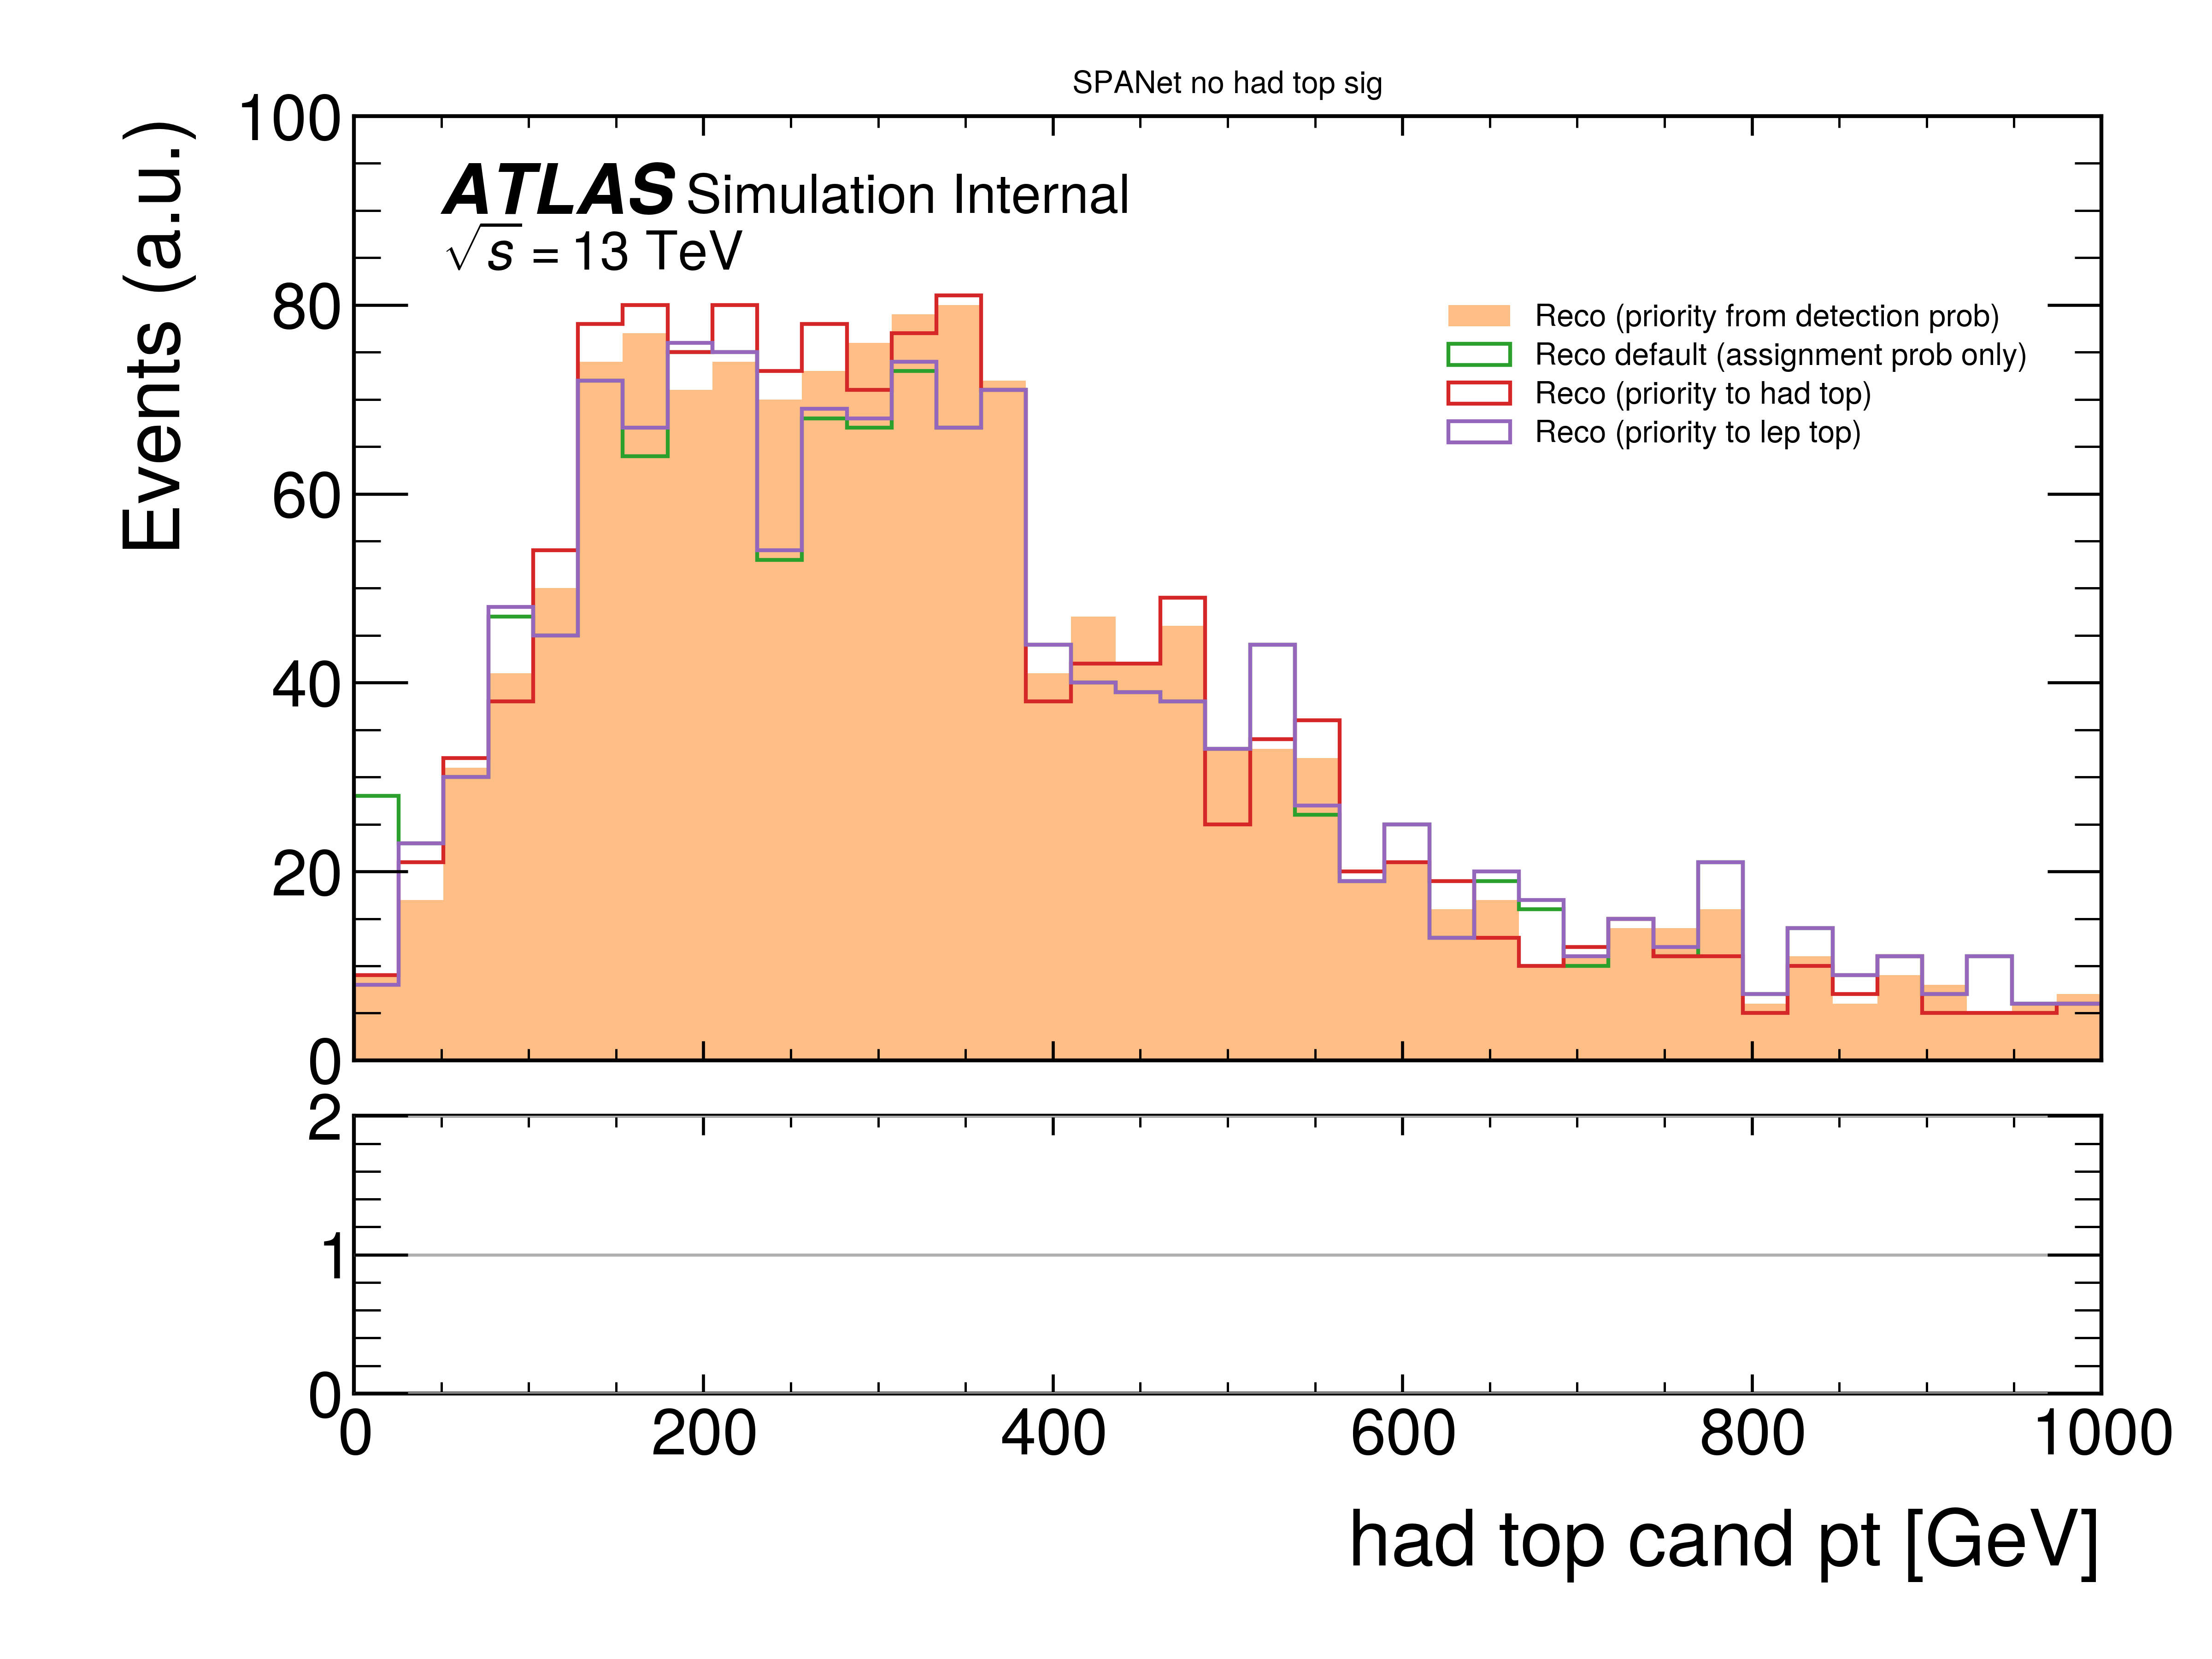 SPANet no had top sig
100
ATLAS Simulation Internal
√s = 13 TeV
Events (a.u.)
80
60
40
20
0
Reco (priority from detection prob)
Reco default (assignment prob only)
Reco (priority to had top)
Reco (priority to lep top)
2
1
0
0 200 400 600 800 1000
had top cand pt [GeV]